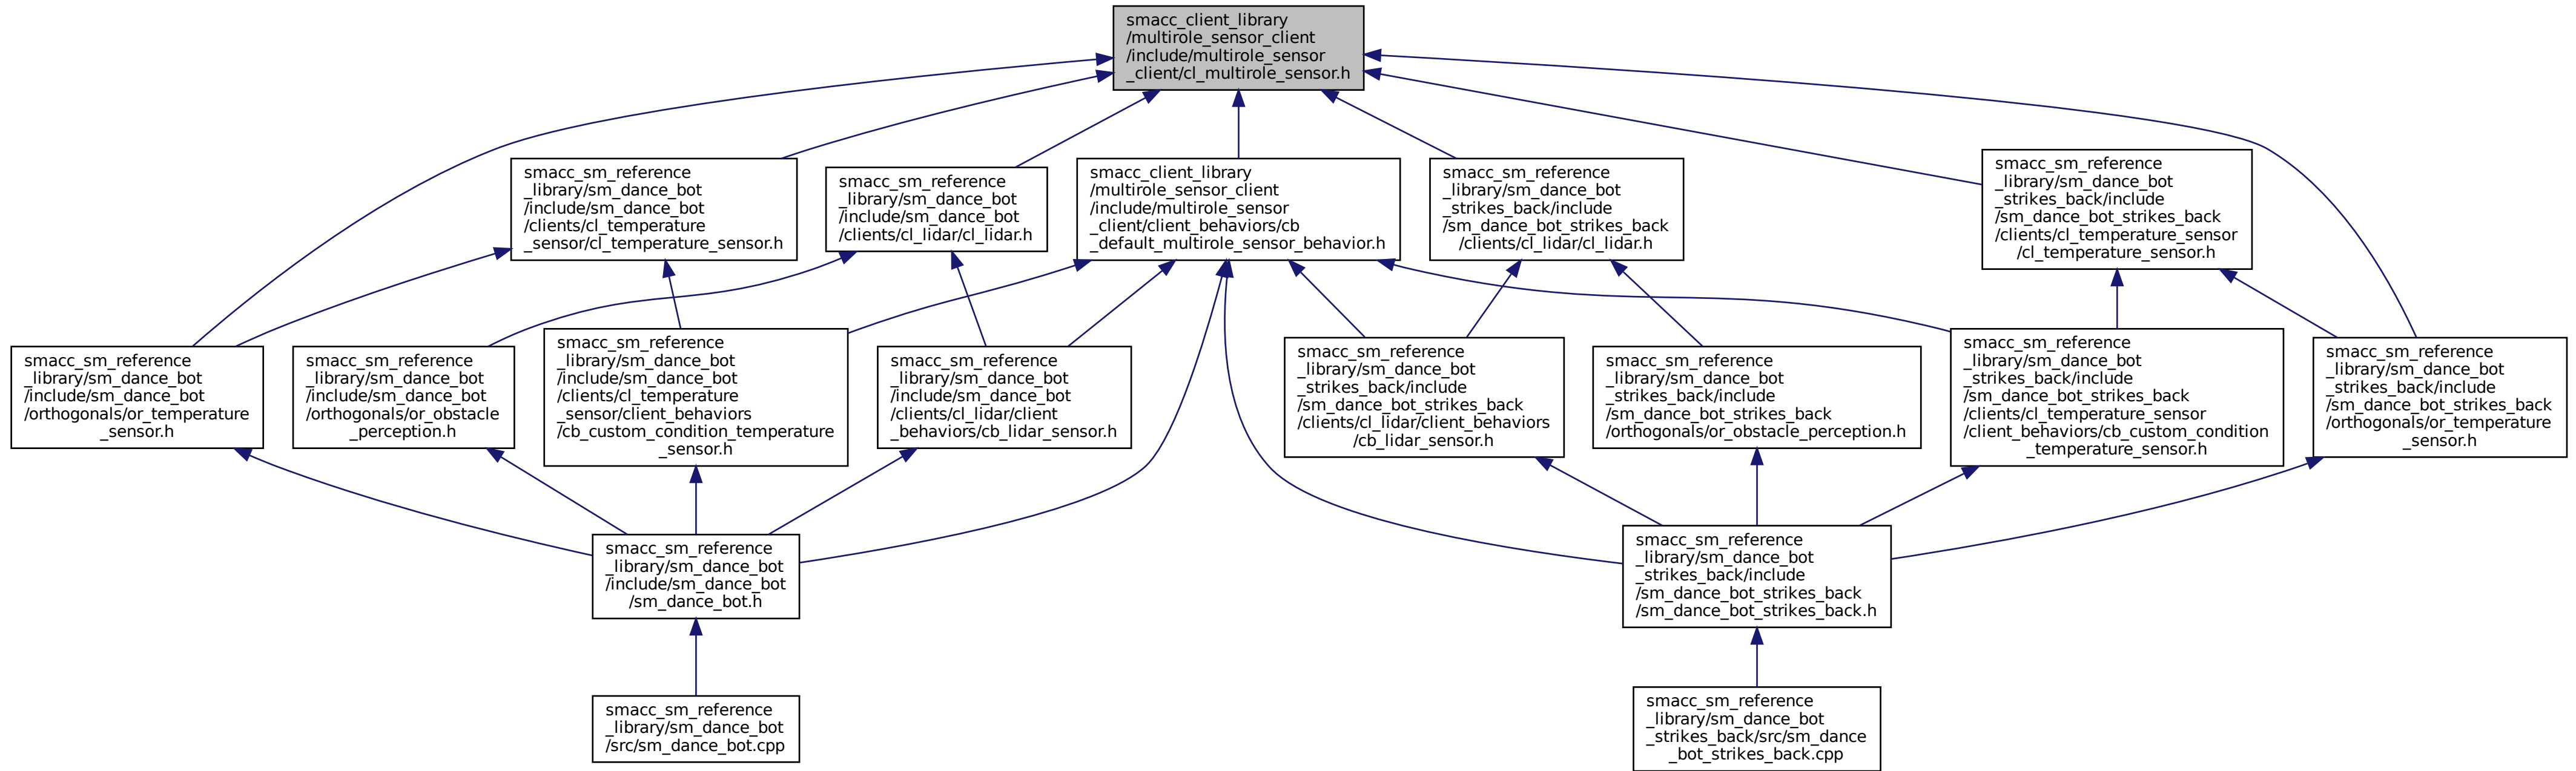 smacc_client_library
/multirole_sensor_client
/include/multirole_sensor
_client/cl_multirole_sensor.h
smacc_sm_reference
_library/sm_dance_bot
/include/sm_dance_bot
/clients/cl_temperature
_sensor/cl_temperature_sensor.h
smacc_sm_reference
_library/sm_dance_bot
/include/sm_dance_bot
/clients/cl_lidar/cl_lidar.h
smacc_client_library
/multirole_sensor_client
/include/multirole_sensor
_client/client_behaviors/cb
_default_multirole_sensor_behavior.h
smacc_sm_reference
_library/sm_dance_bot
_strikes_back/include
/sm_dance_bot_strikes_back
/clients/cl_lidar/cl_lidar.h
smacc_sm_reference
_library/sm_dance_bot
_strikes_back/include
/sm_dance_bot_strikes_back
/clients/cl_temperature_sensor
/cl_temperature_sensor.h
smacc_sm_reference
_library/sm_dance_bot
/include/sm_dance_bot
/orthogonals/or_temperature
_sensor.h
smacc_sm_reference
_library/sm_dance_bot
/include/sm_dance_bot
/orthogonals/or_obstacle
_perception.h
smacc_sm_reference
_library/sm_dance_bot
/include/sm_dance_bot
/clients/cl_temperature
_sensor/client_behaviors
/cb_custom_condition_temperature
_sensor.h
smacc_sm_reference
_library/sm_dance_bot
/include/sm_dance_bot
/clients/cl_lidar/client
_behaviors/cb_lidar_sensor.h
smacc_sm_reference
_library/sm_dance_bot
_strikes_back/include
/sm_dance_bot_strikes_back
/clients/cl_lidar/client_behaviors
/cb_lidar_sensor.h
smacc_sm_reference
_library/sm_dance_bot
_strikes_back/include
/sm_dance_bot_strikes_back
/orthogonals/or_obstacle_perception.h
smacc_sm_reference
_library/sm_dance_bot
_strikes_back/include
/sm_dance_bot_strikes_back
/clients/cl_temperature_sensor
/client_behaviors/cb_custom_condition
_temperature_sensor.h
smacc_sm_reference
_library/sm_dance_bot
_strikes_back/include
/sm_dance_bot_strikes_back
/orthogonals/or_temperature
_sensor.h
smacc_sm_reference
_library/sm_dance_bot
/include/sm_dance_bot
/sm_dance_bot.h
smacc_sm_reference
_library/sm_dance_bot
_strikes_back/include
/sm_dance_bot_strikes_back
/sm_dance_bot_strikes_back.h
smacc_sm_reference
_library/sm_dance_bot
/src/sm_dance_bot.cpp
smacc_sm_reference
_library/sm_dance_bot
_strikes_back/src/sm_dance
_bot_strikes_back.cpp